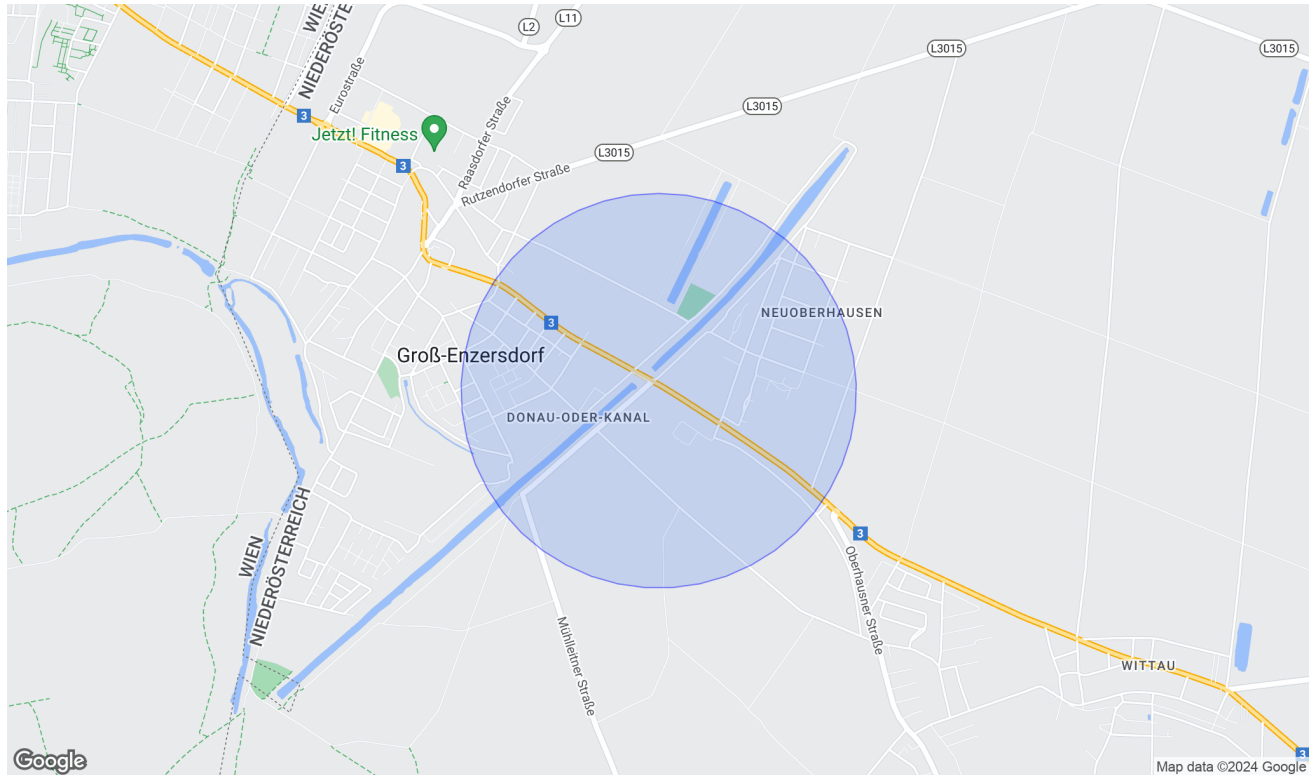 L2
L11
L3015
L3015
WIEN
NIEDERÖSTERREICH
Eurostraße
3
Jetzt! Fitness
L3015
3
Raasdorfer Straße
L3015
Rutzendorfer Straße
3
NEUOBERHAUSEN
Groß-Enzersdorf
DONAU-ODER-KANAL
WIEN
NIEDERÖSTERREICH
3
Oberhausner Straße
Mühlleitner Straße
WITTAU
3
Google
Map data ©2024 Google